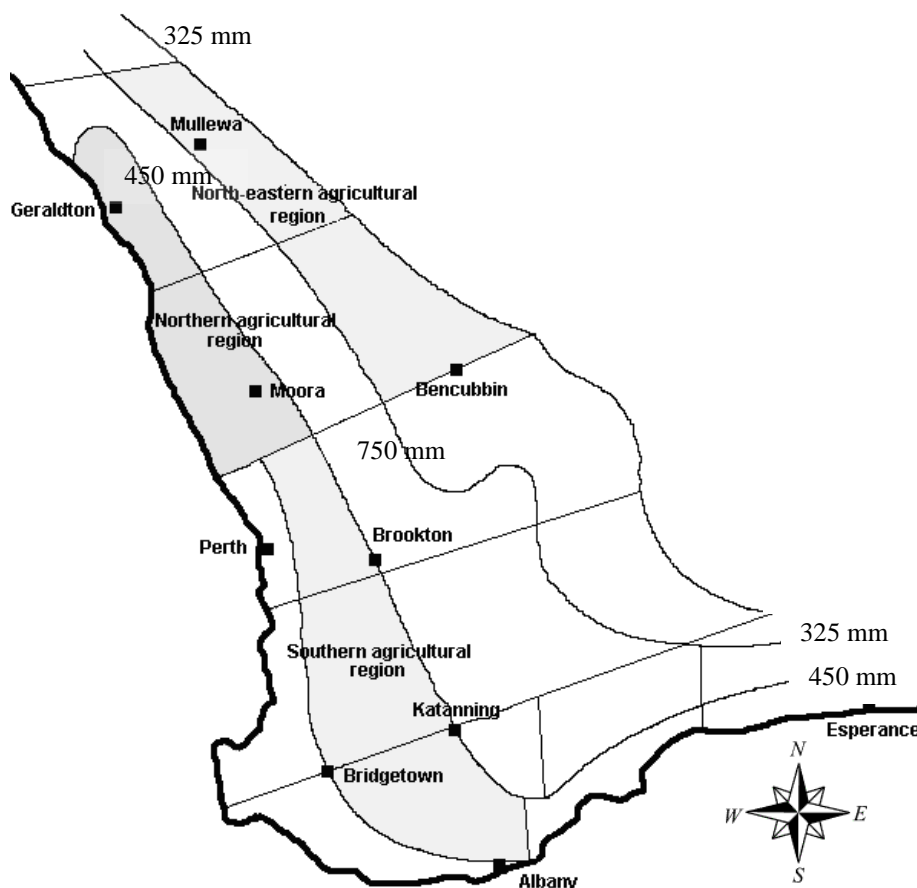 325 mm
Mullewa
450 mm
North-eastern agricultural
region
Geraldton
Northern agricultural
region
Moora
Bencubbin
750 mm
Brookton
Perth
Southern agricultural
region
325 mm
450 mm
Katanning
Esperance
Bridgetown
N
W
E
S
Albany